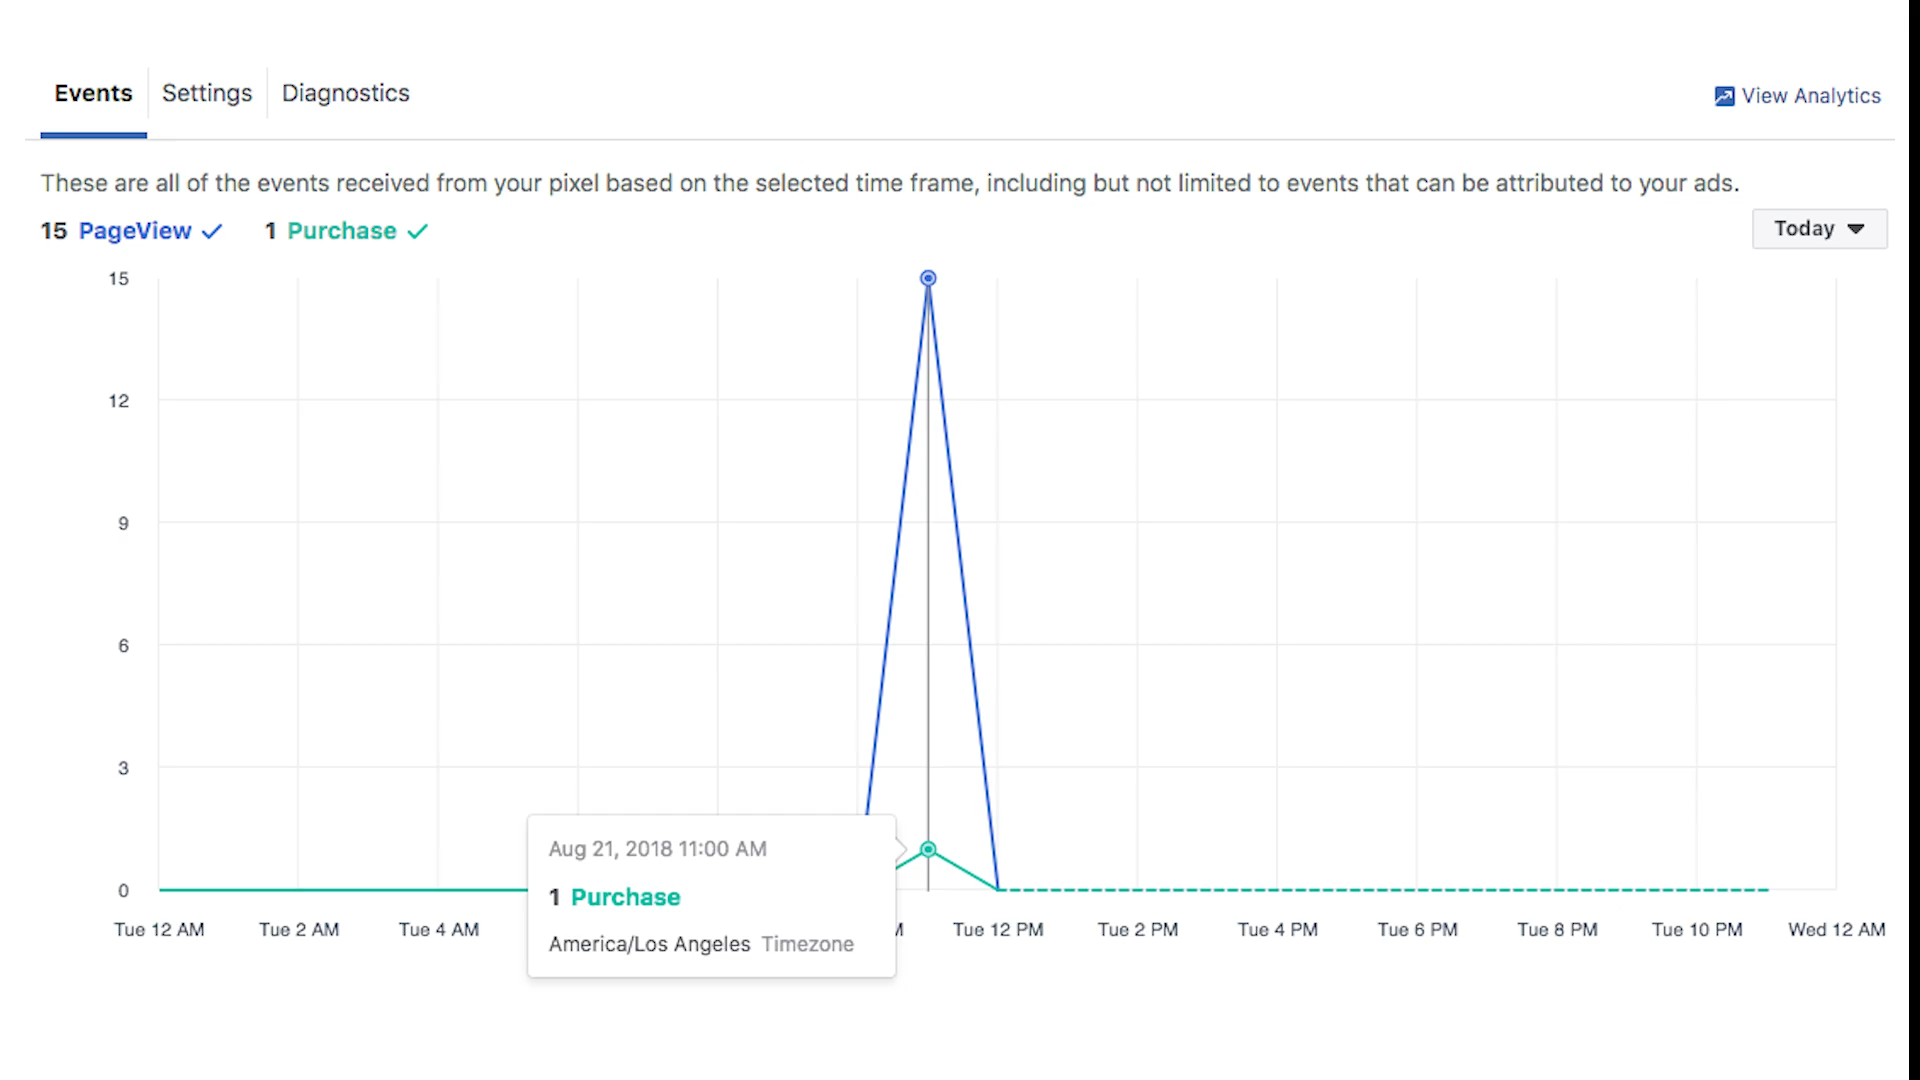 Events Settings Diagnostics
View Analytics
These are all of the events received from your pixel based on the selected time frame, including but not limited to events that can be attributed to your ads.
15 PageView 1 Purchase
Today
15
12
9
6
3
0
Aug 21, 2018 11:00 AM
1 Purchase
America/Los Angeles Timezone
Tue 12 AM Tue 2 AM Tue 4 AM Tue 12 PM Tue 2 PM Tue 4 PM Tue 6 PM Tue 8 PM Tue 10 PM Wed 12 AM